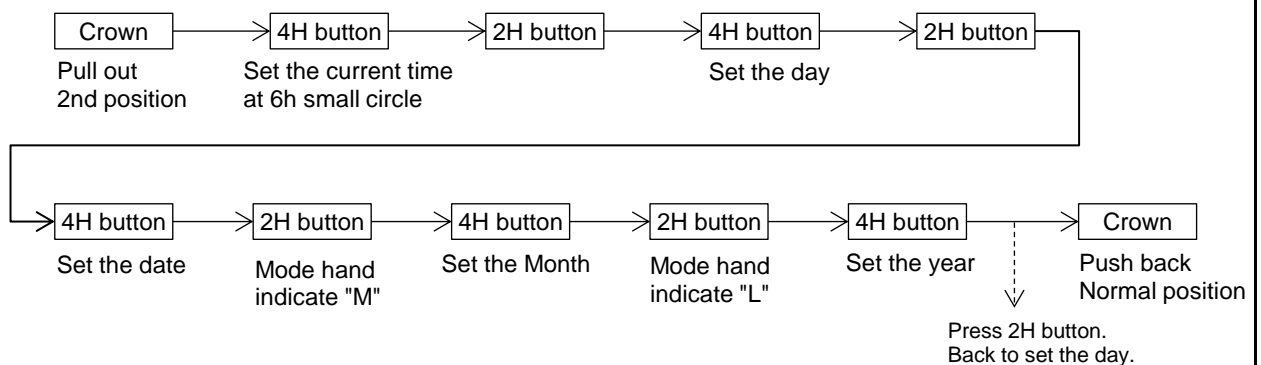 Crown
4H button
2H button
4H button
2H button
Pull out
2nd position
Set the current time
at 6h small circle
Set the day
4H button
2H button
4H button
2H button
4H button
Crown
Set the date
Mode hand
indicate "M"
Set the Month
Mode hand
indicate "L"
Set the year
Push back
Normal position
Press 2H button.
Back to set the day.